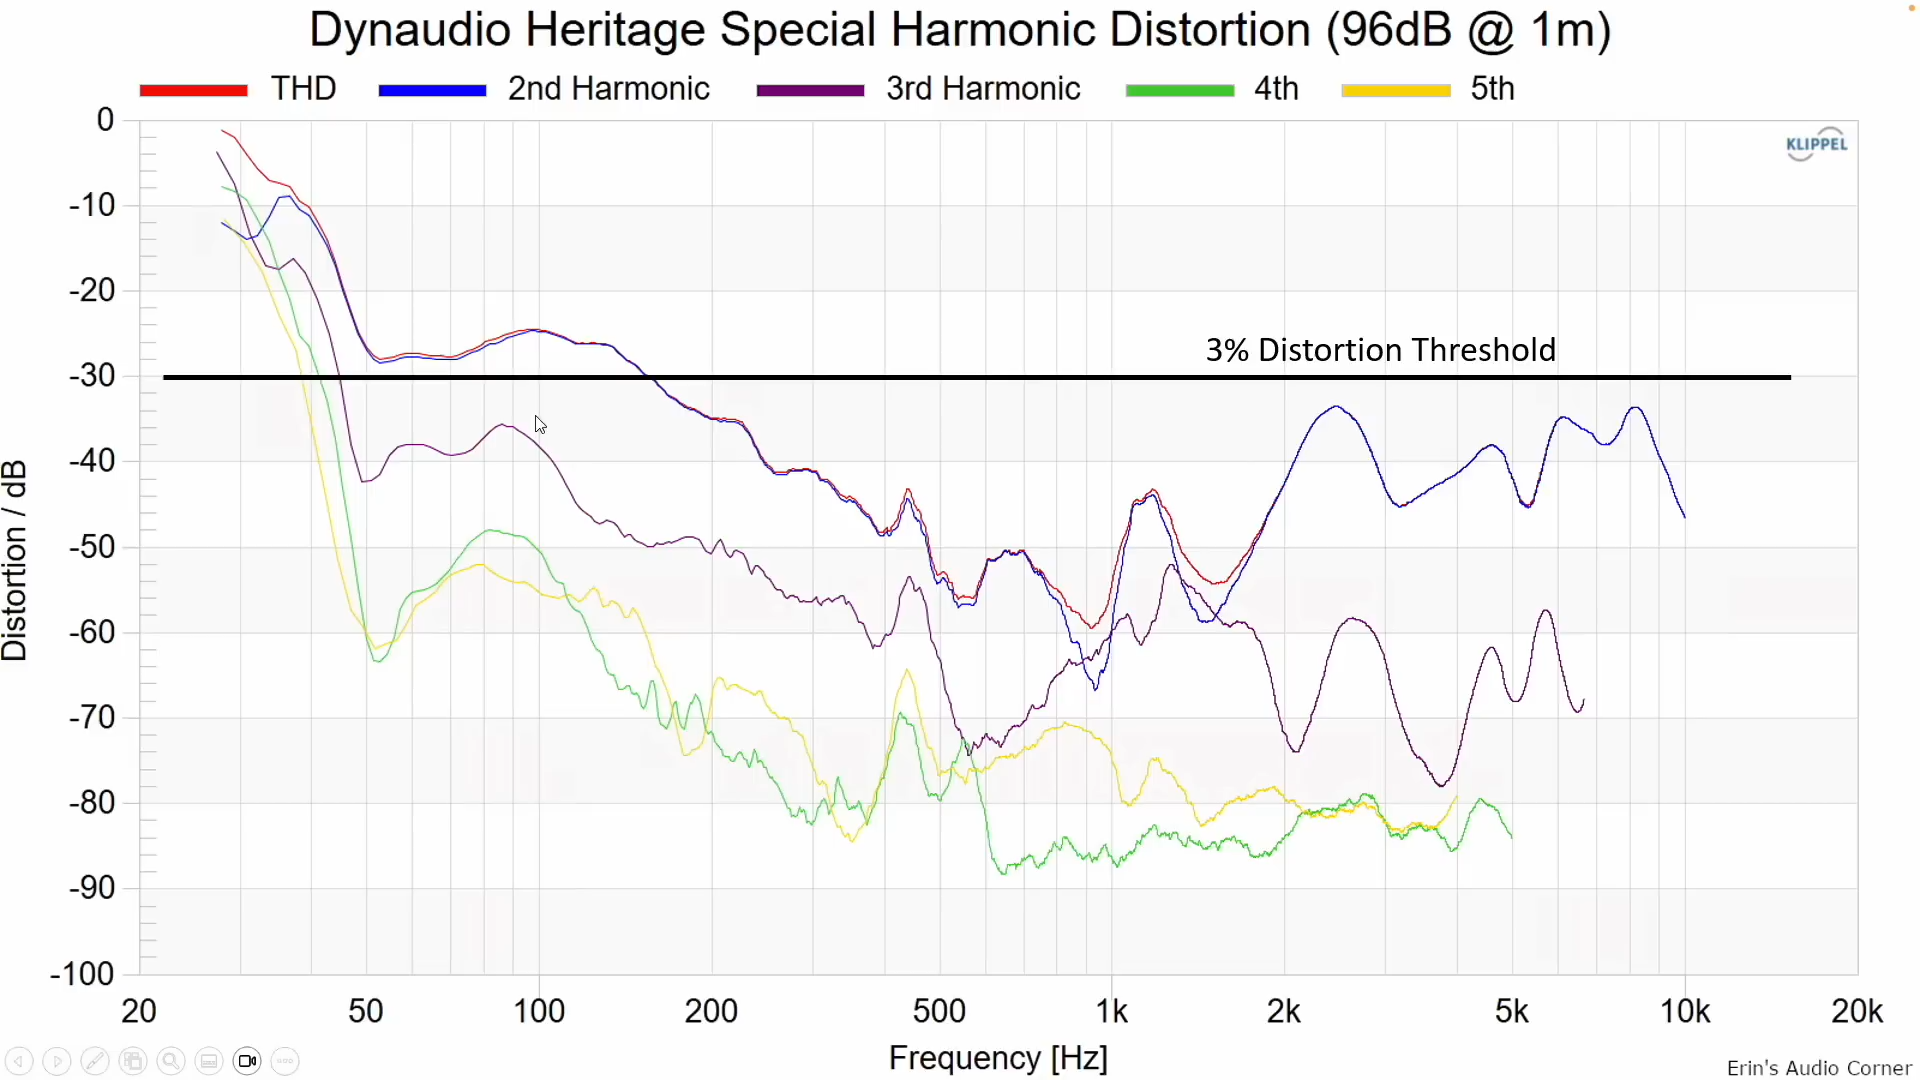 Dynaudio Heritage Special Harmonic Distortion (96dB @ 1m)
THD 2nd Harmonic 3rd Harmonic 4th 5th
KLIPPEL
0
-10
-20
-30
-40
-50
-60
-70
-80
-90
-100
Distortion / dB
3% Distortion Threshold
20 50 100 200 500 1k 2k 5k 10k 20k
Frequency [Hz]
Erin's Audio Corner